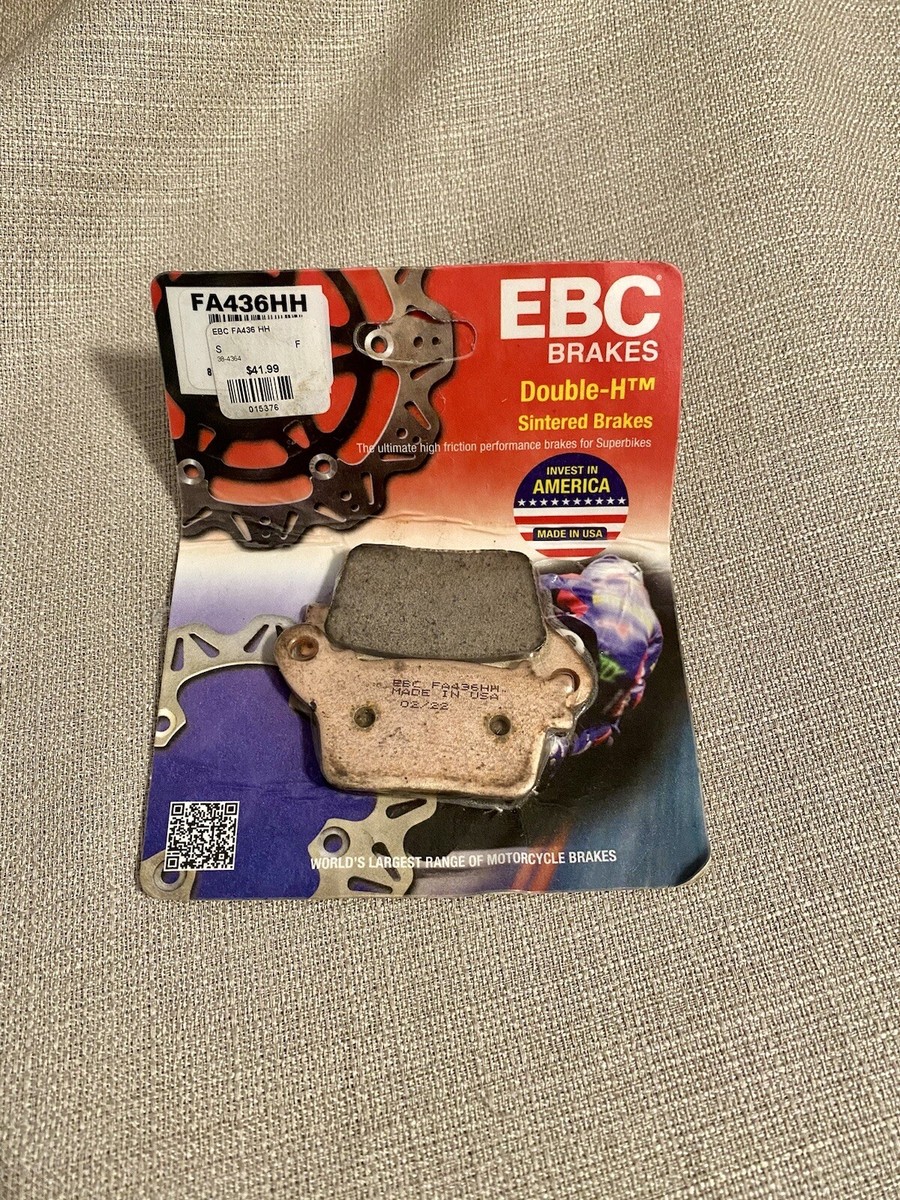 FA436HH
EBC FA436 HH
S F
38-4364
8
$41.99
015376
EBC
BRAKES
Double-H™
Sintered Brakes
The ultimate high friction performance brakes for Superbikes
INVEST IN
AMERICA
MADE IN USA
EBC FA436HH
MADE IN USA
02/22
WORLD'S LARGEST RANGE OF MOTORCYCLE BRAKES